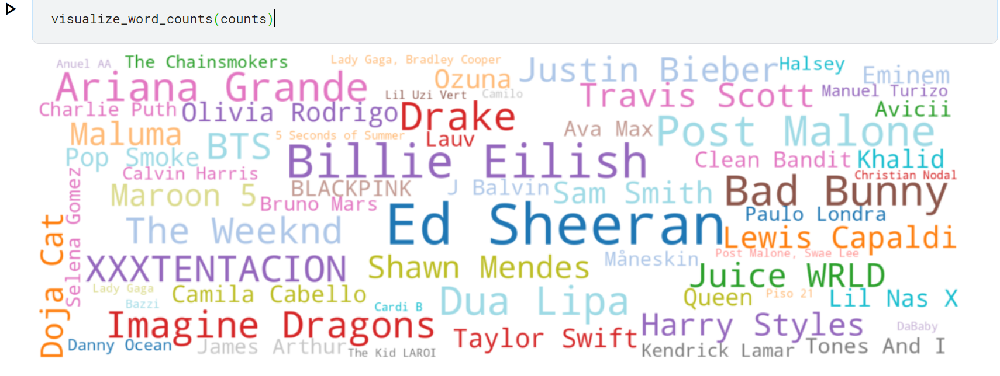 visualize_word_counts(counts)
Anuel AA
The Chainsmokers
Lady Gaga, Bradley Cooper
Justin Bieber
Halsey
Eminem
Ariana Grande
Ozuna
Lil Uzi Vert
Camilo
Travis Scott
Manuel Turizo
Charlie Puth
Olivia Rodrigo
Drake
Avicii
Maluma
BTS
5 Seconds of Summer
Lauv
Ava Max
Post Malone
Pop Smoke
Billie Eilish
Clean Bandit
Khalid
Calvin Harris
Christian Nodal
Maroon 5
BLACKPINK
J Balvin
Sam Smith
Bad Bunny
Bruno Mars
Selena Gomez
Doja Cat
The Weeknd
Ed Sheeran
Paulo Londra
Lewis Capaldi
XXXTENTACION
Shawn Mendes
Måneskin
Post Malone, Swae Lee
Juice WRLD
Lady Gaga
Camila Cabello
Bazzi
Cardi B
Dua Lipa
Queen
Piso 21
Lil Nas X
Imagine Dragons
Taylor Swift
Harry Styles
DaBaby
Danny Ocean
James Arthur
The Kid LAROI
Kendrick Lamar
Tones And I